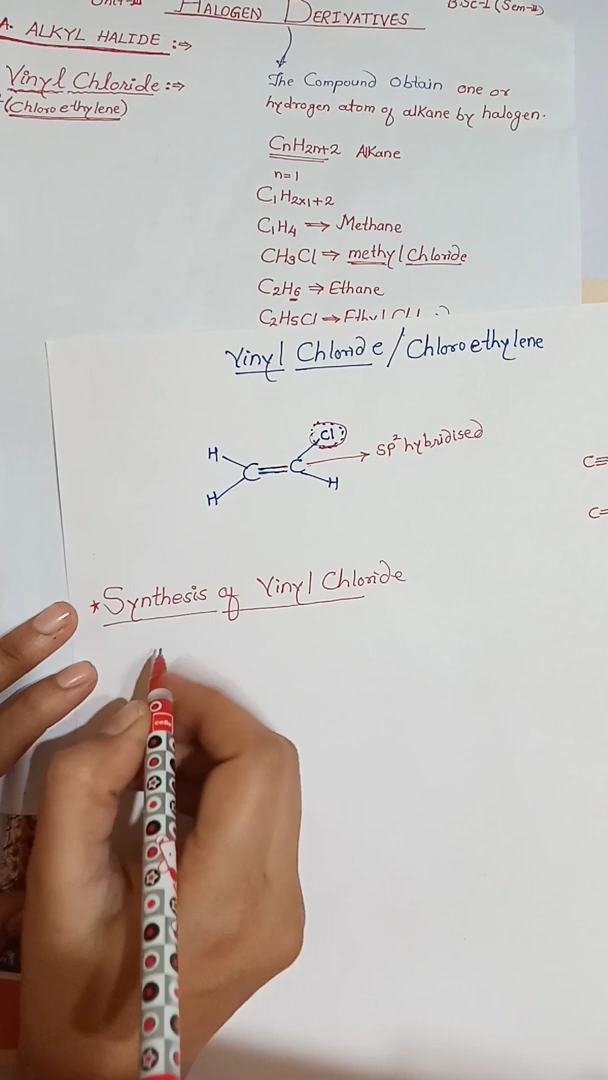 HALOGEN DERIVATIVES
BSC-I (Sem-II)
A. ALKYL HALIDE :⇒
Vinyl Chloride :⇒
(Chloroethylene)
The Compound Obtain one or
hydrogen atom of alkane by halogen.
CnH2n+2 Alkane
n=1
C1H2x1+2
C1H4 ⇒ Methane
CH3Cl ⇒ methyl Chloride
C2H6 ⇒ Ethane
C2H5Cl ⇒
Vinyl Chloride / Chloroethylene
Cl
H
C=C → SP² hybridised
H
H
C≡
C=
*Synthesis of Vinyl Chloride